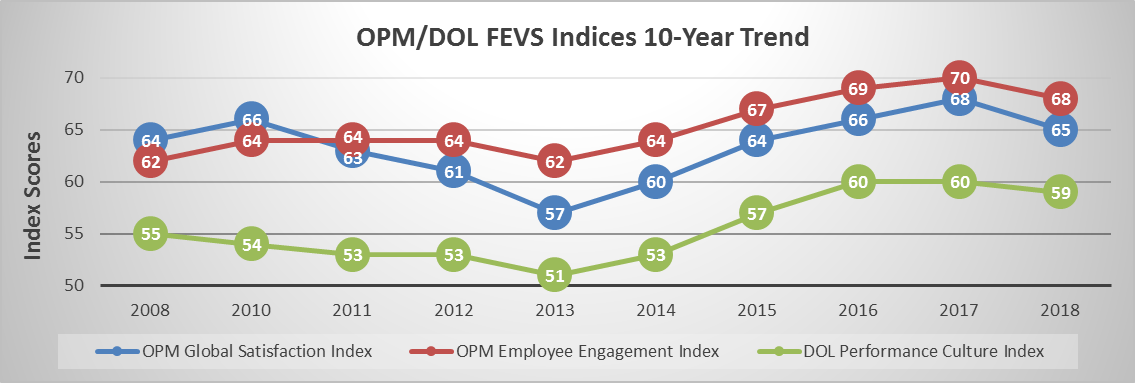 OPM/DOL FEVS Indices 10-Year Trend
Index Scores
70
65
60
55
50
64 66 63 61 57 60 64 66 68 65
62 64 64 64 62 64 67 69 70 68
55 54 53 53 51 53 57 60 60 59
2008 2010 2011 2012 2013 2014 2015 2016 2017 2018
OPM Global Satisfaction Index OPM Employee Engagement Index DOL Performance Culture Index